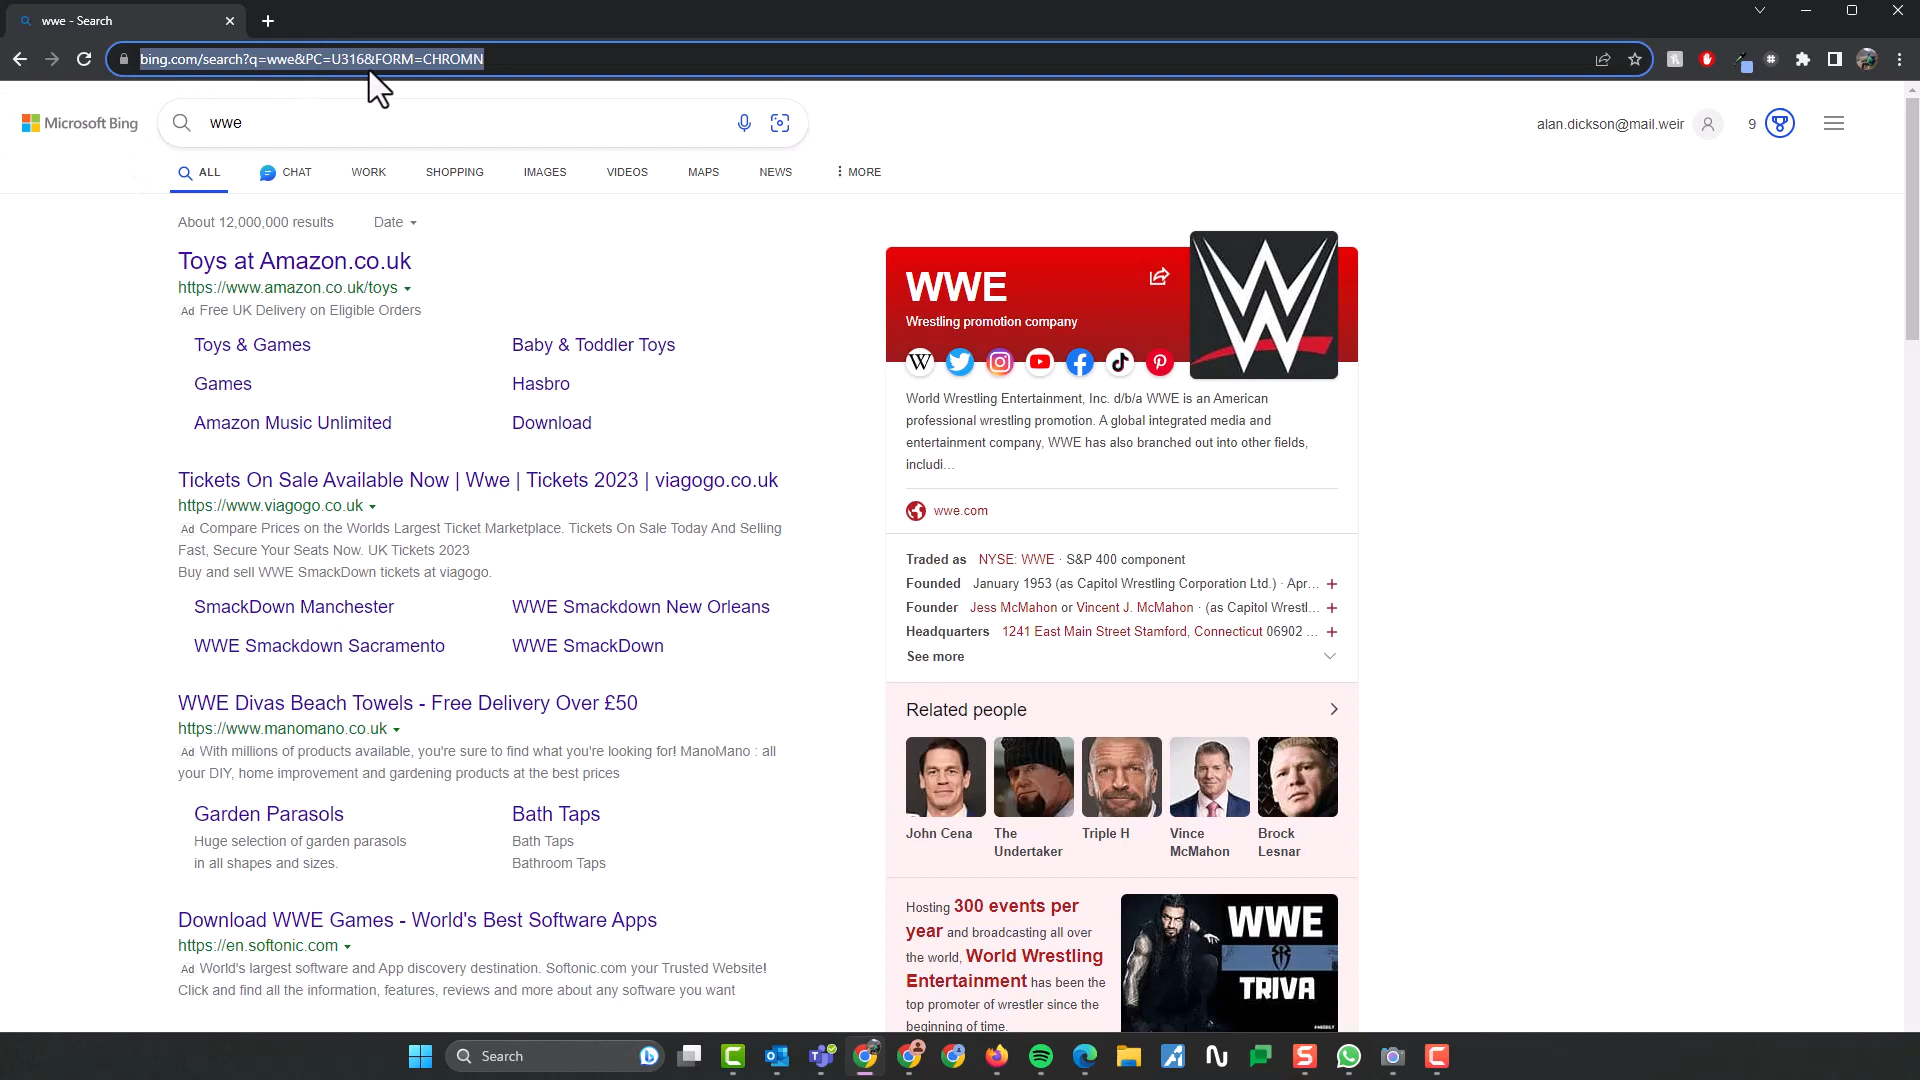 wwe - Search
bing.com/search?q=wwe&PC=U316&FORM=CHROMN
Microsoft Bing
wwe
alan.dickson@mail.weir
9
ALL CHAT WORK SHOPPING IMAGES VIDEOS MAPS NEWS MORE
About 12,000,000 results Date
Toys at Amazon.co.uk
https://www.amazon.co.uk/toys
Ad Free UK Delivery on Eligible Orders
Toys & Games Baby & Toddler Toys
Games Hasbro
Amazon Music Unlimited Download
Tickets On Sale Available Now | Wwe | Tickets 2023 | viagogo.co.uk
https://www.viagogo.co.uk
Ad Compare Prices on the Worlds Largest Ticket Marketplace. Tickets On Sale Today And Selling
Fast, Secure Your Seats Now. UK Tickets 2023
Buy and sell WWE SmackDown tickets at viagogo.
SmackDown Manchester WWE Smackdown New Orleans
WWE Smackdown Sacramento WWE SmackDown
WWE Divas Beach Towels - Free Delivery Over £50
https://www.manomano.co.uk
Ad With millions of products available, you're sure to find what you're looking for! ManoMano : all
your DIY, home improvement and gardening products at the best prices
Garden Parasols Bath Taps
Huge selection of garden parasols Bath Taps
in all shapes and sizes. Bathroom Taps
Download WWE Games - World's Best Software Apps
https://en.softonic.com
Ad World's largest software and App discovery destination. Softonic.com your Trusted Website!
Click and find all the information, features, reviews and more about any software you want
WWE
Wrestling promotion company
World Wrestling Entertainment, Inc. d/b/a WWE is an American
professional wrestling promotion. A global integrated media and
entertainment company, WWE has also branched out into other fields,
includi...
wwe.com
Traded as NYSE: WWE · S&P 400 component
Founded January 1953 (as Capitol Wrestling Corporation Ltd.) · Apr...
Founder Jess McMahon or Vincent J. McMahon · (as Capitol Wrestl...
Headquarters 1241 East Main Street Stamford, Connecticut 06902 ...
See more
Related people
John Cena
The
Undertaker
Triple H
Vince
McMahon
Brock
Lesnar
Hosting 300 events per
year and broadcasting all over
the world, World Wrestling
Entertainment has been the
top promoter of wrestler since the
beginning of time.
WWE
TRIVA
Search